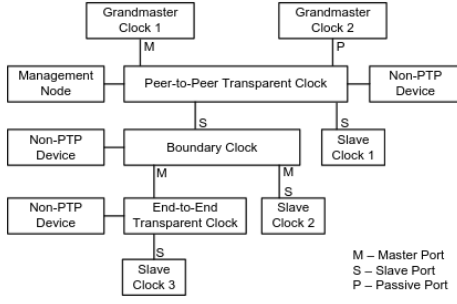 Grandmaster
Clock 1
Grandmaster
Clock 2
M
P
Management
Node
Peer-to-Peer Transparent Clock
Non-PTP
Device
S
S
Non-PTP
Device
Boundary Clock
Slave
Clock 1
M
M
S
Non-PTP
Device
End-to-End
Transparent Clock
Slave
Clock 2
S
Slave
Clock 3
M – Master Port
S – Slave Port
P – Passive Port